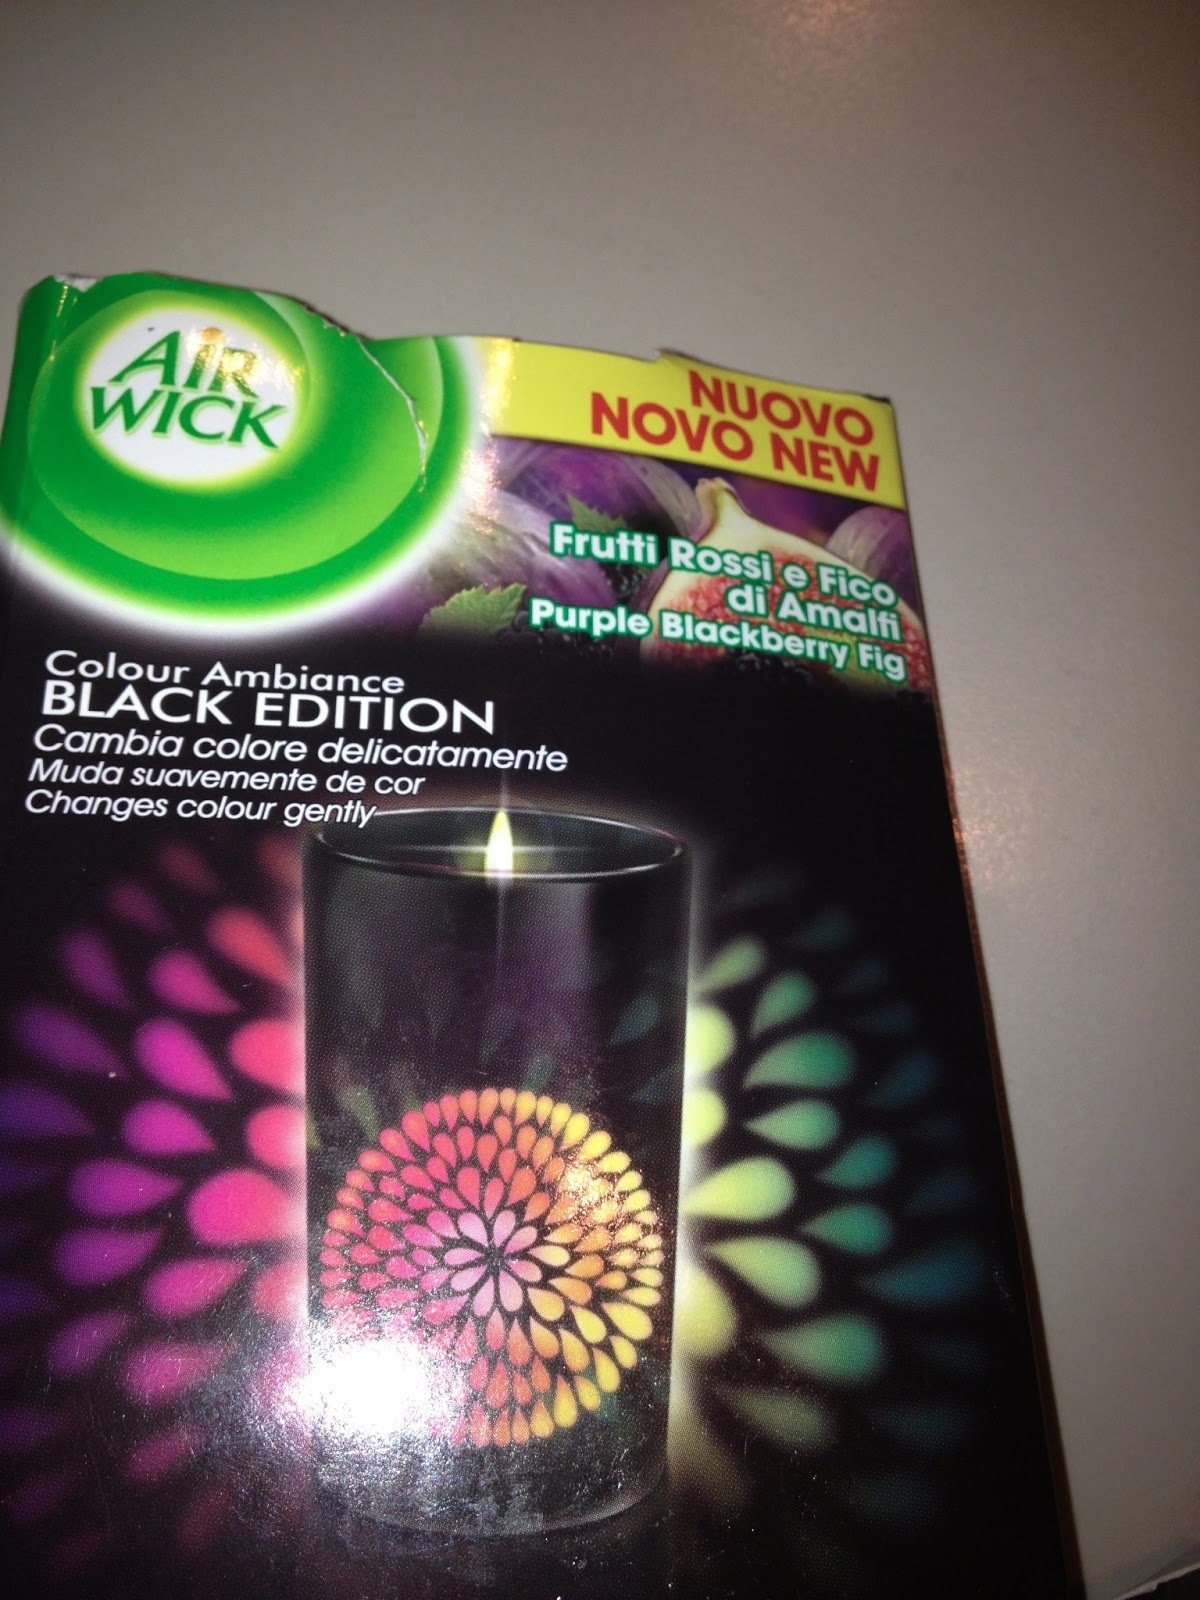 AiR
WICK
NUOVO
NOVO NEW
Frutti Rossi e Fico
di Amalfi
Purple Blackberry Fig
Colour Ambiance
BLACK EDITION
Cambia colore delicatamente
Muda suavemente de cor
Changes colour gently